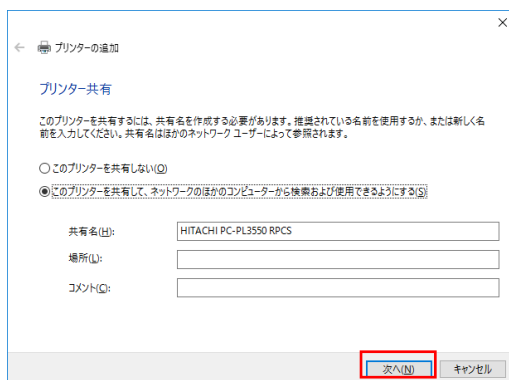 プリンターの追加
プリンター共有
このプリンターを共有するには、共有名を作成する必要があります。推奨されている名前を使用するか、または新しく名
前を入力してください。共有名はほかのネットワーク ユーザーによって参照されます。
このプリンターを共有しない(O)
このプリンターを共有して、ネットワークのほかのコンピューターから検索および使用できるようにする(S)
共有名(H): HITACHI PC-PL3550 RPCS
場所(L):
コメント(C):
次へ(N) キャンセル